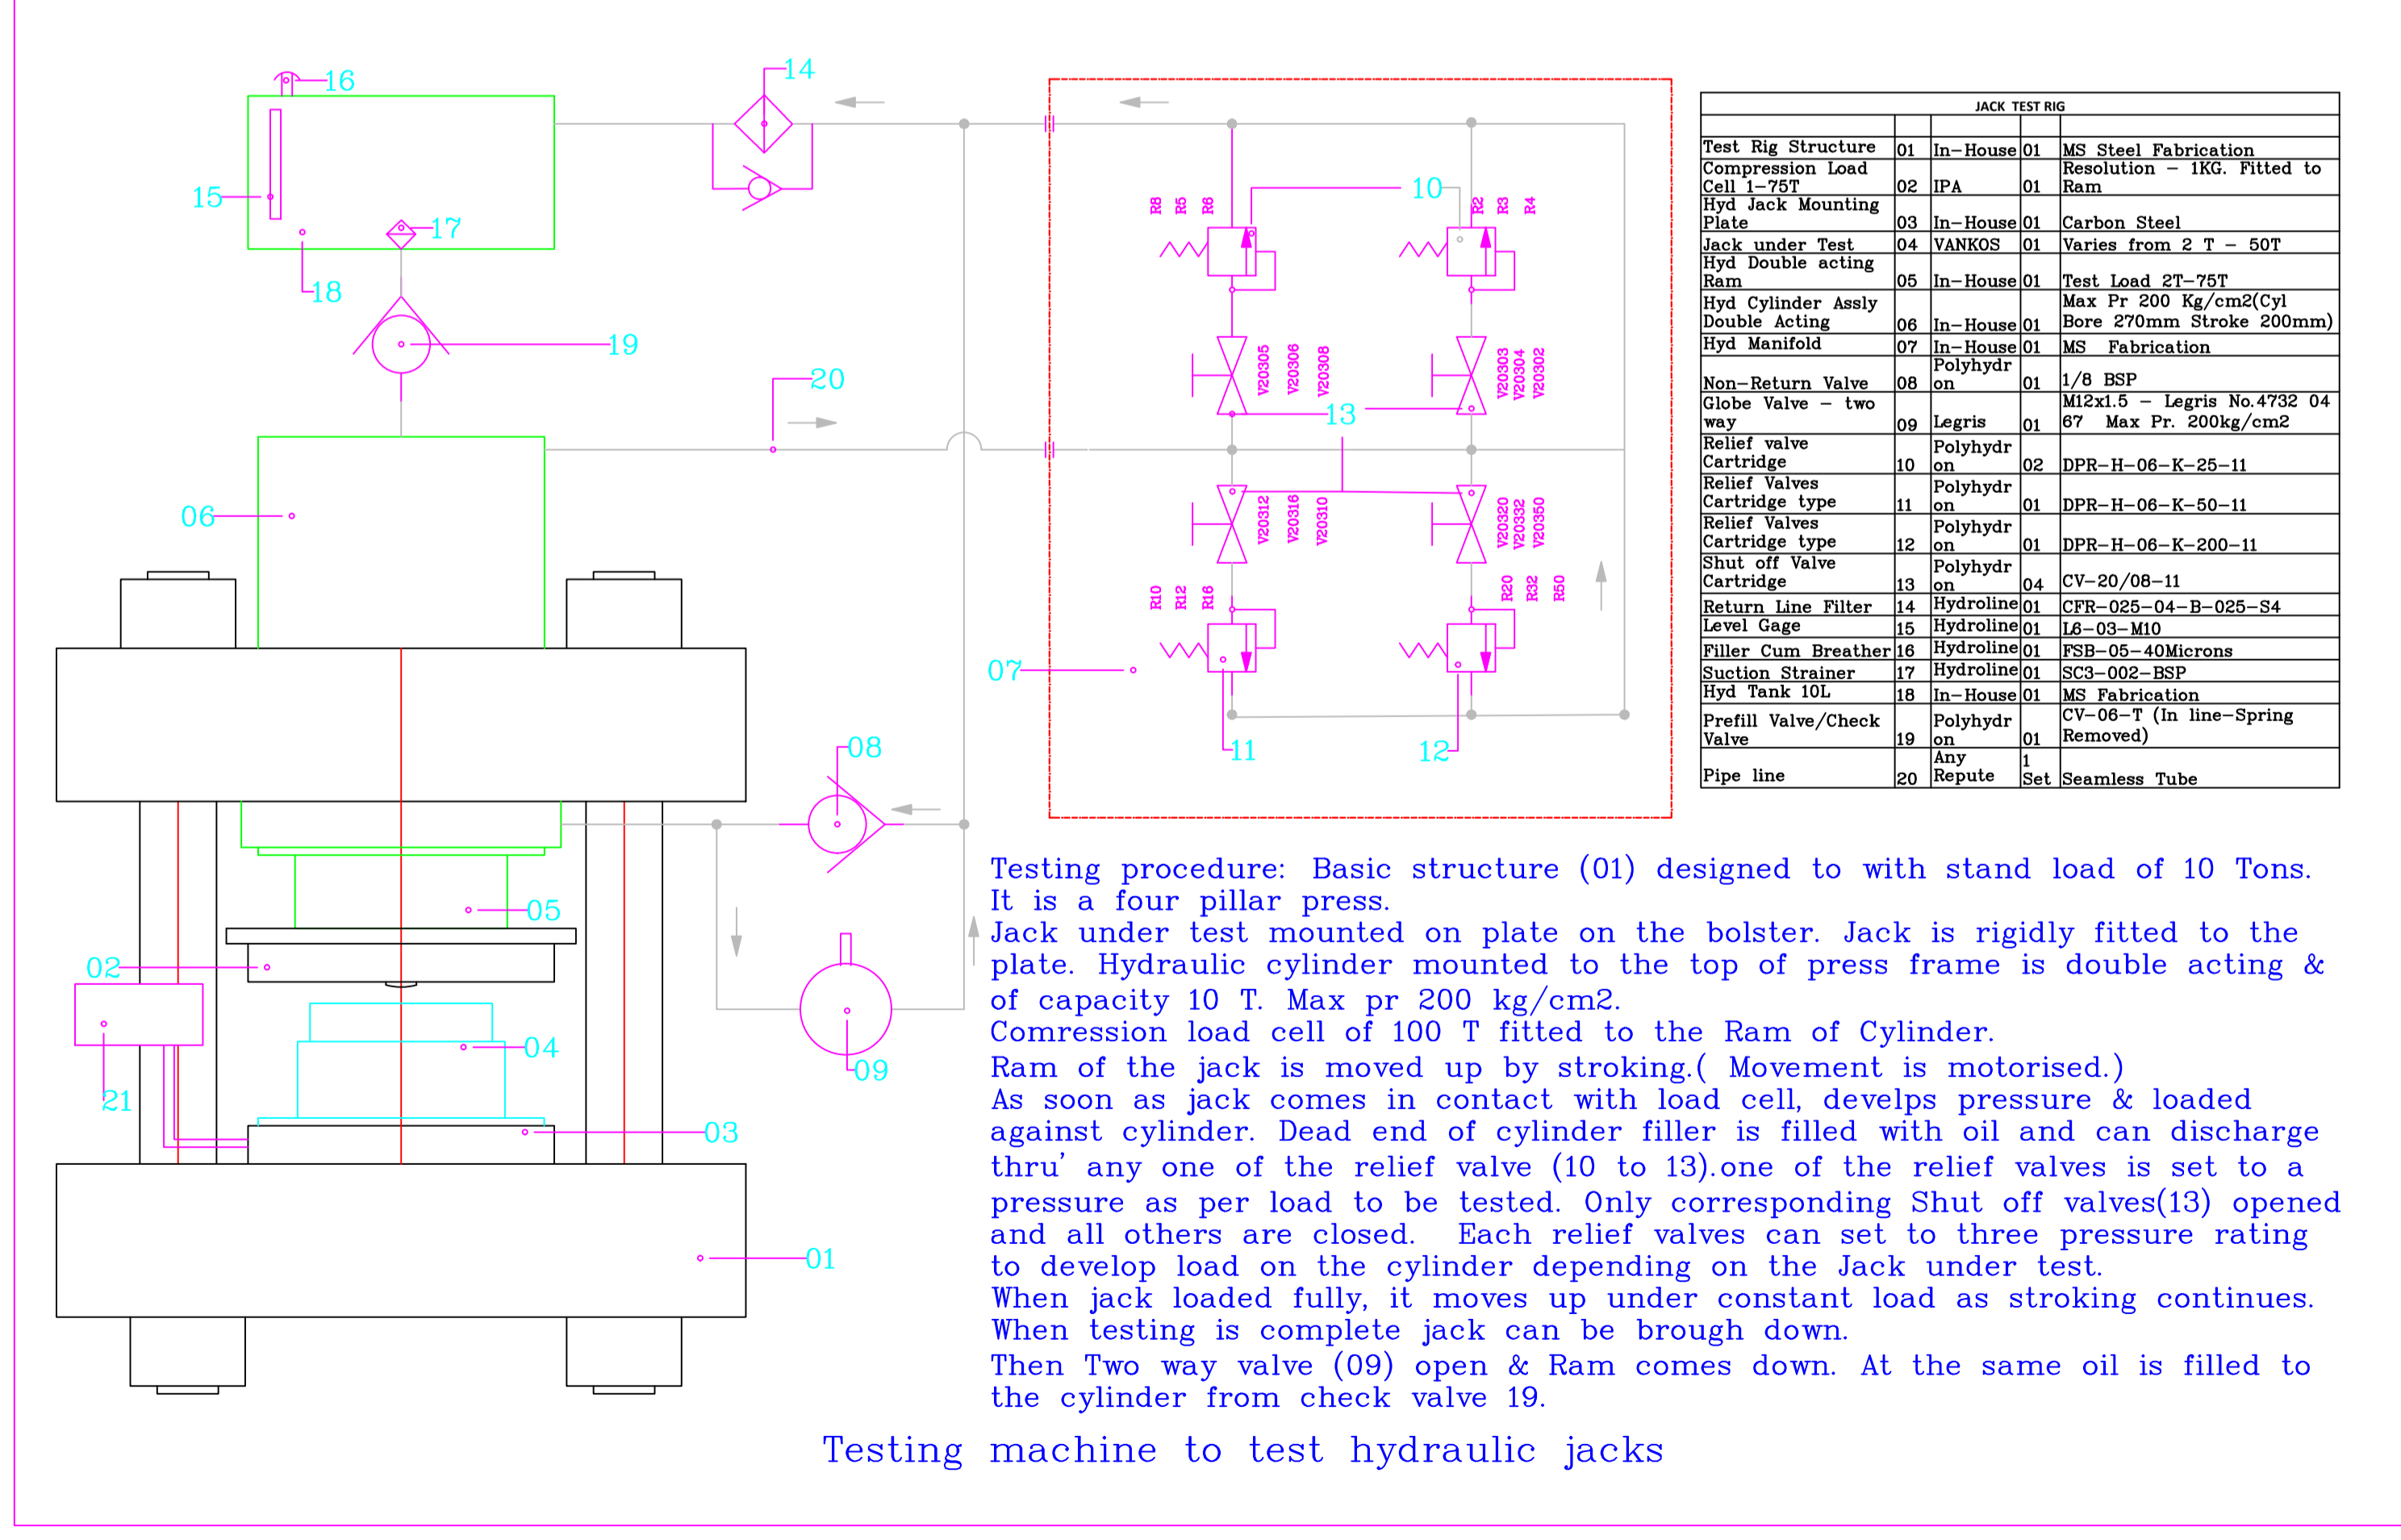 16
14
15
17
18
19
20
06
10
R8 R5 R6
R2 R3 R4
V20305 V20306 V20308
V20303 V20304 V20302
13
V20312 V20316 V20310
V20320 V20332 V20350
R10 R12 R16
R20 R32 R50
07
11
12
08
05
02
04
09
21
03
01
JACK TEST RIG
Test Rig Structure 01 In-House 01 MS Steel Fabrication
Compression Load Cell 1-75T 02 IPA 01 Resolution - 1KG. Fitted to Ram
Hyd Jack Mounting Plate 03 In-House 01 Carbon Steel
Jack under Test 04 VANKOS 01 Varies from 2 T - 50T
Hyd Double acting Ram 05 In-House 01 Test Load 2T-75T
Hyd Cylinder Assly Double Acting 06 In-House 01 Max Pr 200 Kg/cm2(Cyl Bore 270mm Stroke 200mm)
Hyd Manifold 07 In-House 01 MS Fabrication
Non-Return Valve 08 Polyhydron 01 1/8 BSP
Globe Valve - two way 09 Legris 01 M12x1.5 - Legris No.4732 04 67 Max Pr. 200kg/cm2
Relief valve Cartridge 10 Polyhydron 02 DPR-H-06-K-25-11
Relief Valves Cartridge type 11 Polyhydron 01 DPR-H-06-K-50-11
Relief Valves Cartridge type 12 Polyhydron 01 DPR-H-06-K-200-11
Shut off Valve Cartridge 13 Polyhydron 04 CV-20/08-11
Return Line Filter 14 Hydroline 01 CFR-025-04-B-025-S4
Level Gage 15 Hydroline 01 L6-03-M10
Filler Cum Breather 16 Hydroline 01 FSB-05-40Microns
Suction Strainer 17 Hydroline 01 SC3-002-BSP
Hyd Tank 10L 18 In-House 01 MS Fabrication
Prefill Valve/Check Valve 19 Polyhydron 01 CV-06-T (In line-Spring Removed)
Pipe line 20 Any Repute 1 Set Seamless Tube
Testing procedure: Basic structure (01) designed to with stand load of 10 Tons.
It is a four pillar press.
Jack under test mounted on plate on the bolster. Jack is rigidly fitted to the
plate. Hydraulic cylinder mounted to the top of press frame is double acting &
of capacity 10 T. Max pr 200 kg/cm2.
Comression load cell of 100 T fitted to the Ram of Cylinder.
Ram of the jack is moved up by stroking.( Movement is motorised.)
As soon as jack comes in contact with load cell, develps pressure & loaded
against cylinder. Dead end of cylinder filler is filled with oil and can discharge
thru' any one of the relief valve (10 to 13).one of the relief valves is set to a
pressure as per load to be tested. Only corresponding Shut off valves(13) opened
and all others are closed. Each relief valves can set to three pressure rating
to develop load on the cylinder depending on the Jack under test.
When jack loaded fully, it moves up under constant load as stroking continues.
When testing is complete jack can be brough down.
Then Two way valve (09) open & Ram comes down. At the same oil is filled to
the cylinder from check valve 19.
Testing machine to test hydraulic jacks